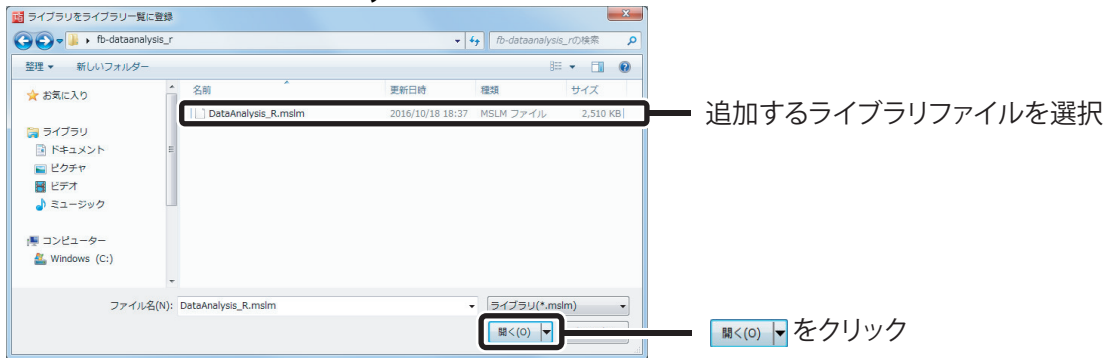 ライブラリをライブラリ一覧に登録
fb-dataanalysis_r
fb-dataanalysis_rの検索
整理 新しいフォルダー
名前 更新日時 種類 サイズ
お気に入り
DataAnalysis_R.mslm 2016/10/18 18:37 MSLM ファイル 2,510 KB
追加するライブラリファイルを選択
ライブラリ
ドキュメント
ピクチャ
ビデオ
ミュージック
コンピューター
Windows (C:)
ファイル名(N): DataAnalysis_R.mslm ライブラリ(*.mslm)
開く(O)
開く(O) をクリック